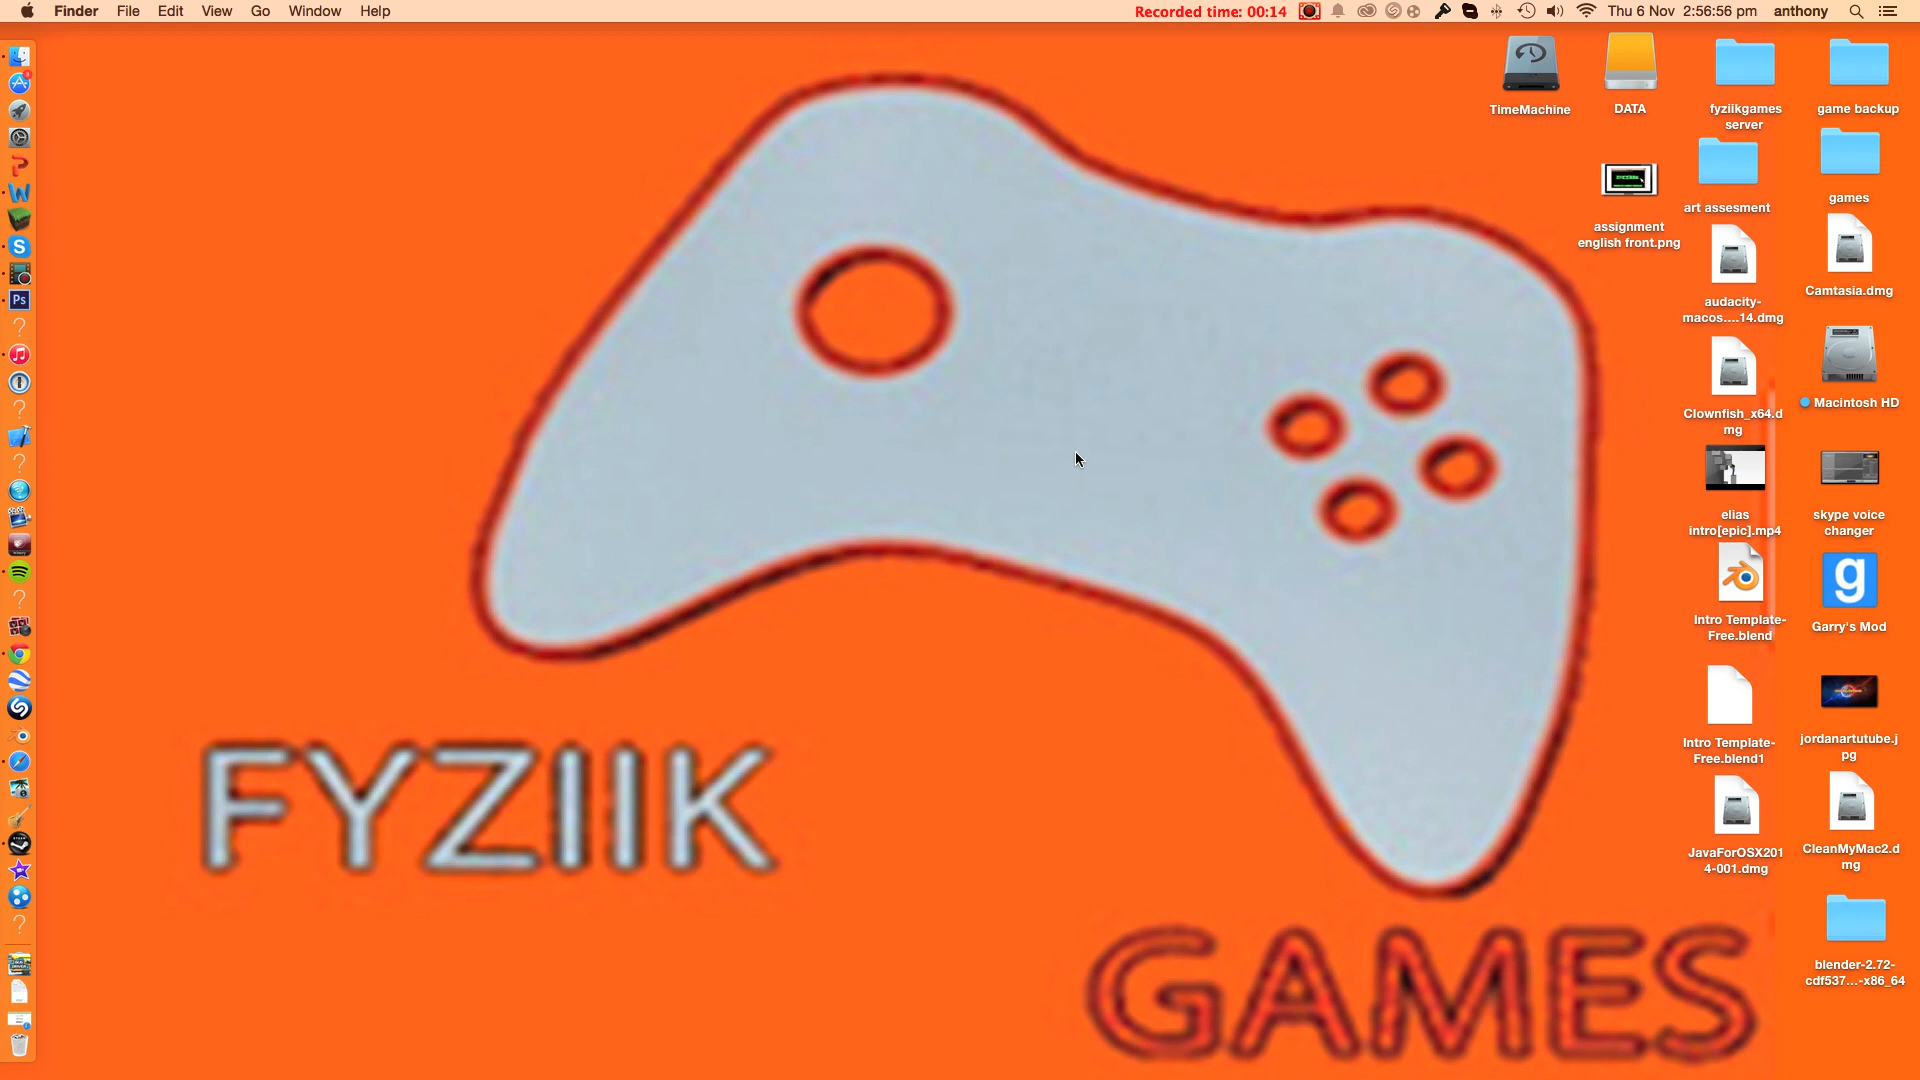 Finder File Edit View Go Window Help
Recorded time: 00:14
Thu 6 Nov 2:56:56 pm anthony
TimeMachine
DATA
fyziikgames
server
game backup
assignment
english front.png
art assesment
games
audacity-
macos....14.dmg
Camtasia.dmg
Clownfish_x64.d
mg
Macintosh HD
elias
intro[epic].mp4
skype voice
changer
Intro Template-
Free.blend
g
Garry's Mod
Intro Template-
Free.blend1
jordanartutube.j
pg
JavaForOSX201
4-001.dmg
CleanMyMac2.d
mg
blender-2.72-
cdf537...-x86_64
FYZIIK
GAMES
W
S
Ps